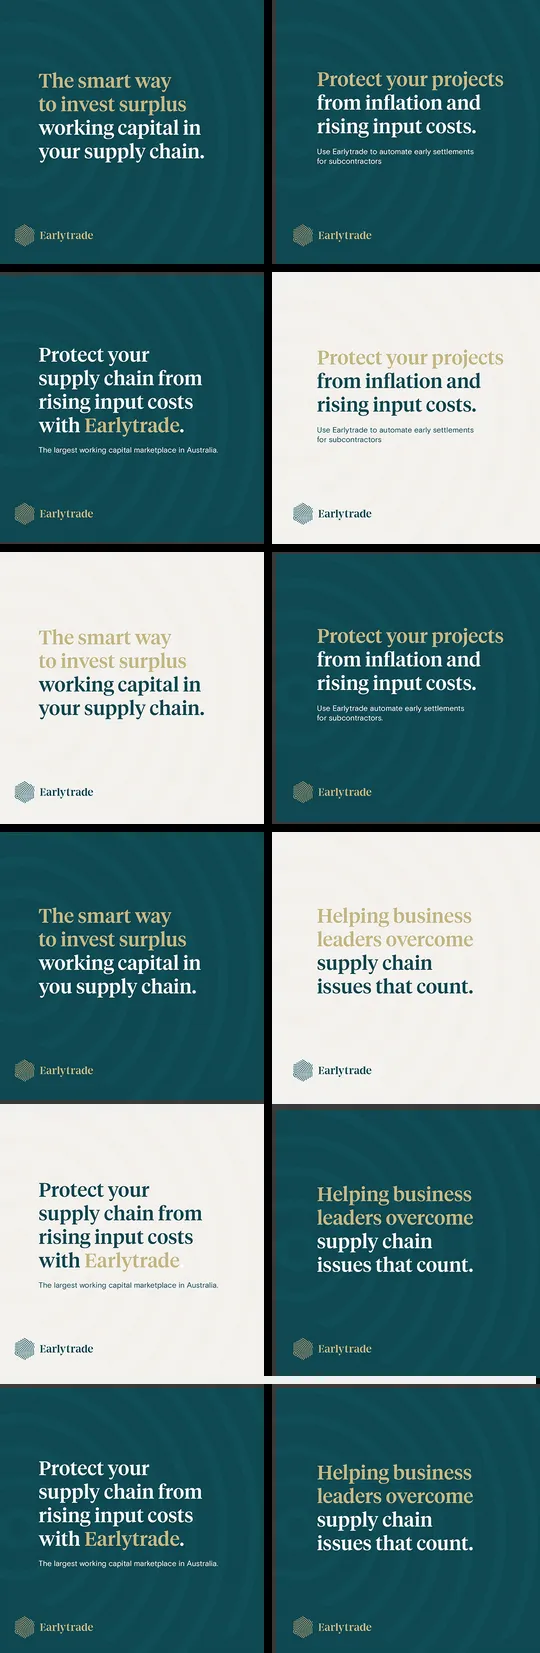 The smart way
to invest surplus
working capital in
your supply chain.
Earlytrade
Protect your projects
from inflation and
rising input costs.
Use Earlytrade to automate early settlements
for subcontractors
Earlytrade
Protect your
supply chain from
rising input costs
with Earlytrade.
The largest working capital marketplace in Australia.
Earlytrade
Protect your projects
from inflation and
rising input costs.
Use Earlytrade to automate early settlements
for subcontractors
Earlytrade
The smart way
to invest surplus
working capital in
your supply chain.
Earlytrade
Protect your projects
from inflation and
rising input costs.
Use Earlytrade automate early settlements
for subcontractors.
Earlytrade
The smart way
to invest surplus
working capital in
you supply chain.
Earlytrade
Helping business
leaders overcome
supply chain
issues that count.
Earlytrade
Protect your
supply chain from
rising input costs
with Earlytrade
The largest working capital marketplace in Australia.
Earlytrade
Helping business
leaders overcome
supply chain
issues that count.
Earlytrade
Protect your
supply chain from
rising input costs
with Earlytrade.
The largest working capital marketplace in Australia.
Earlytrade
Helping business
leaders overcome
supply chain
issues that count.
Earlytrade